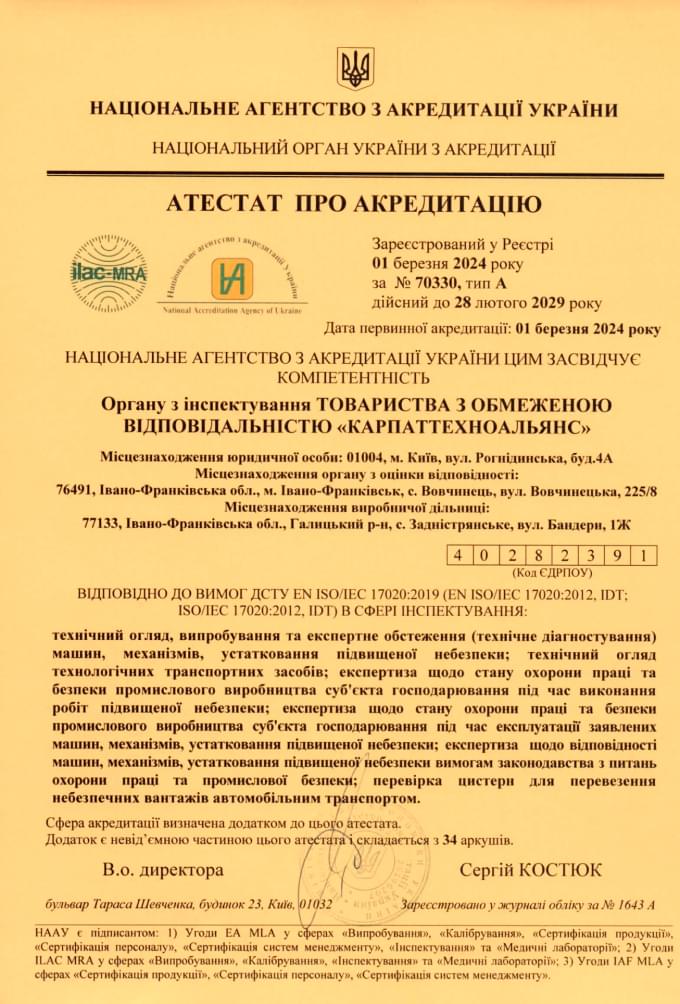 НАЦІОНАЛЬНЕ АГЕНТСТВО З АКРЕДИТАЦІЇ УКРАЇНИ
НАЦІОНАЛЬНИЙ ОРГАН УКРАЇНИ З АКРЕДИТАЦІЇ
АТЕСТАТ ПРО АКРЕДИТАЦІЮ
ilac-MRA
Національне агентство з акредитації України
National Accreditation Agency of Ukraine
Зареєстрований у Реєстрі
01 березня 2024 року
за № 70330, тип А
дійсний до 28 лютого 2029 року
Дата первинної акредитації: 01 березня 2024 року
НАЦІОНАЛЬНЕ АГЕНТСТВО З АКРЕДИТАЦІЇ УКРАЇНИ ЦИМ ЗАСВІДЧУЄ
КОМПЕТЕНТНІСТЬ
Органу з інспектування ТОВАРИСТВА З ОБМЕЖЕНОЮ
ВІДПОВІДАЛЬНІСТЮ «КАРПАТТЕХНОАЛЬЯНС»
Місцезнаходження юридичної особи: 01004, м. Київ, вул. Рогнідинська, буд.4А
Місцезнаходження органу з оцінки відповідності:
76491, Івано-Франківська обл., м. Івано-Франківськ, с. Вовчинець, вул. Вовчинецька, 225/8
Місцезнаходження виробничої дільниці:
77133, Івано-Франківська обл., Галицький р-н, с. Задністрянське, вул. Бандери, 1Ж
4 0 2 8 2 3 9 1
(Код ЄДРПОУ)
ВІДПОВІДНО ДО ВИМОГ ДСТУ EN ISO/IEC 17020:2019 (EN ISO/IEC 17020:2012, IDT;
ISO/IEC 17020:2012, IDT) В СФЕРІ ІНСПЕКТУВАННЯ:
технічний огляд, випробування та експертне обстеження (технічне діагностування)
машин, механізмів, устатковання підвищеної небезпеки; технічний огляд
технологічних транспортних засобів; експертиза щодо стану охорони праці та
безпеки промислового виробництва суб'єкта господарювання під час виконання
робіт підвищеної небезпеки; експертиза щодо стану охорони праці та безпеки
промислового виробництва суб'єкта господарювання під час експлуатації заявлених
машин, механізмів, устатковання підвищеної небезпеки; експертиза щодо відповідності
машин, механізмів, устатковання підвищеної небезпеки вимогам законодавства з питань
охорони праці та промислової безпеки; перевірка цистерн для перевезення
небезпечних вантажів автомобільним транспортом.
Сфера акредитації визначена додатком до цього атестата.
Додаток є невід’ємною частиною цього атестата і складається з 34 аркушів.
В.о. директора Сергій КОСТЮК
бульвар Тараса Шевченка, будинок 23, Київ, 01032 Зареєстровано у журналі обліку за № 1643 А
НААУ є підписантом: 1) Угоди EA MLA у сферах «Випробування», «Калібрування», «Сертифікація продукції»,
«Сертифікація персоналу», «Сертифікація систем менеджменту», «Інспектування» та «Медичні лабораторії»; 2) Угоди
ILAC MRA у сферах «Випробування», «Калібрування», «Інспектування» та «Медичні лабораторії»; 3) Угоди IAF MLA у
сферах «Сертифікація продукції», «Сертифікація персоналу», «Сертифікація систем менеджменту».